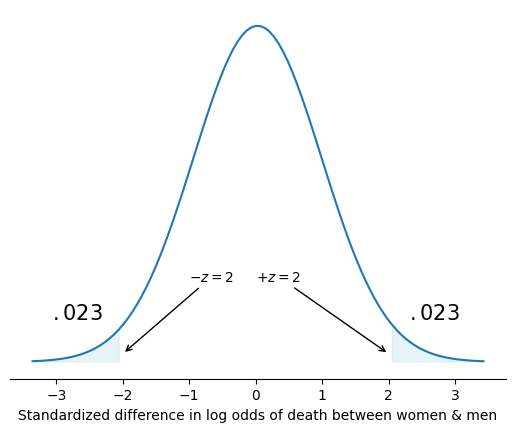 −z = 2 +z = 2
.023 .023
−3 −2 −1 0 1 2 3
Standardized difference in log odds of death between women & men